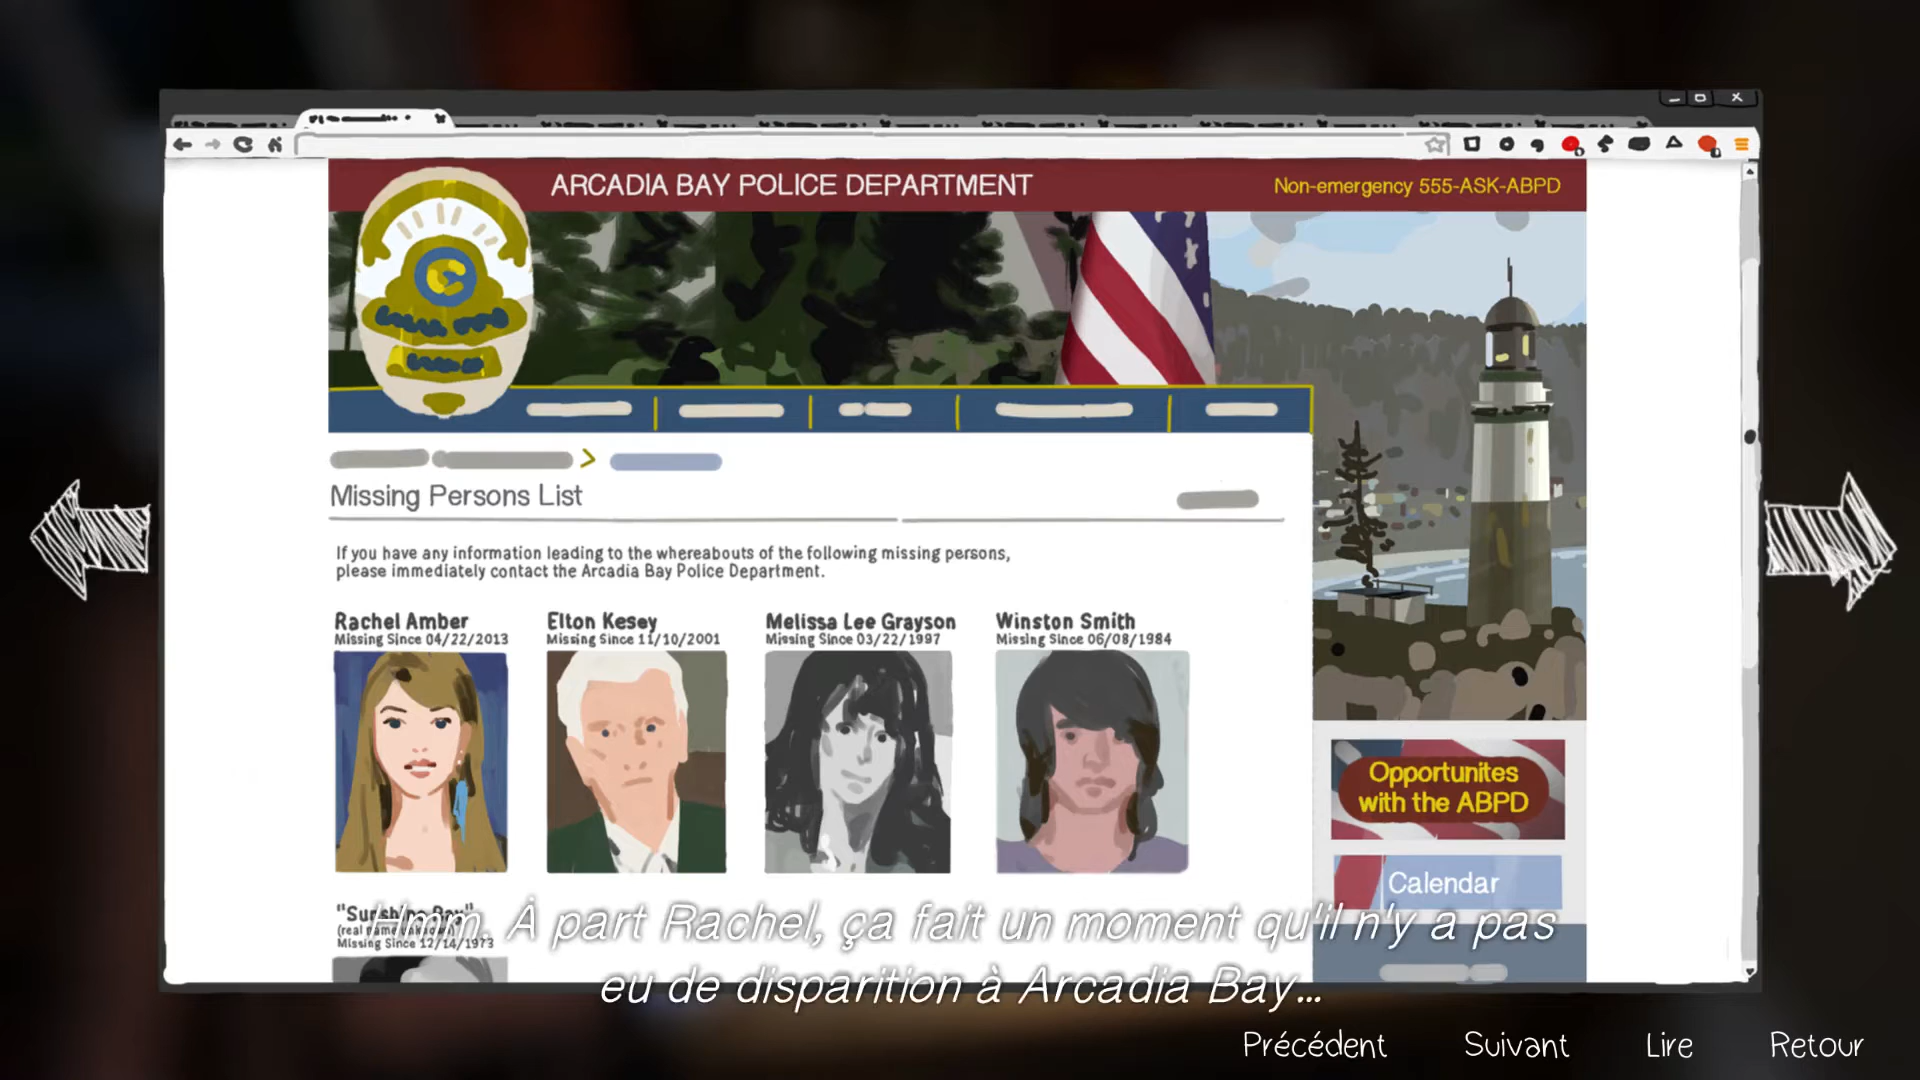 ARCADIA BAY POLICE DEPARTMENT
Non-emergency 555-ASK-ABPD
Missing Persons List
If you have any information leading to the whereabouts of the following missing persons,
please immediately contact the Arcadia Bay Police Department.
Rachel Amber
Missing Since 04/22/2013
Elton Kesey
Missing Since 11/10/2001
Melissa Lee Grayson
Missing Since 03/22/1997
Winston Smith
Missing Since 06/08/1984
Opportunites
with the ABPD
Calendar
(real name
Missing Since 12/14/1973
Hmm. À part Rachel, ça fait un moment qu'il n'y a pas
eu de disparition à Arcadia Bay...
Précédent
Suivant
Lire
Retour